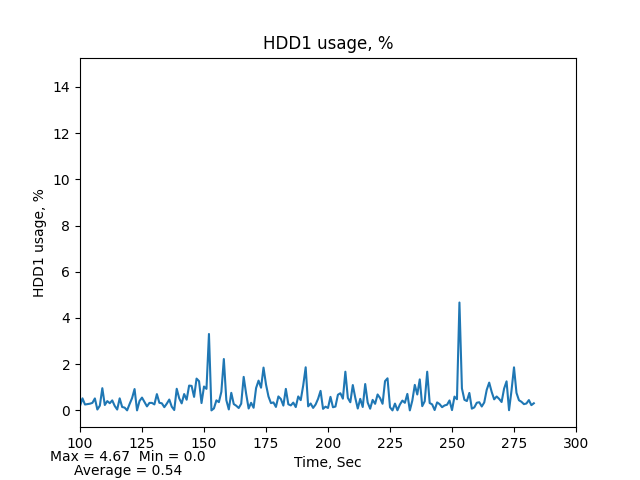 HDD1 usage, %
14
12
10
8
6
4
2
0
HDD1 usage, %
100 125 150 175 200 225 250 275 300
Time, Sec
Max = 4.67 Min = 0.0
Average = 0.54